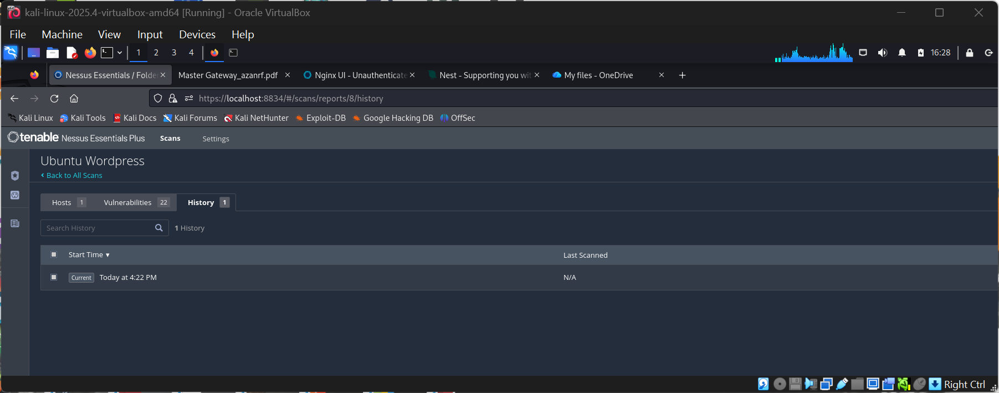 kali-linux-2025.4-virtualbox-amd64 [Running] - Oracle VirtualBox
File Machine View Input Devices Help
1 2 3 4 16:28
Nessus Essentials / Folde Master Gateway_azanrf.pdf Nginx UI - Unauthenticate Nest - Supporting you wit My files - OneDrive
https://localhost:8834/#/scans/reports/8/history
Kali Linux Kali Tools Kali Docs Kali Forums Kali NetHunter Exploit-DB Google Hacking DB OffSec
tenable Nessus Essentials Plus Scans Settings
Ubuntu Wordpress
Back to All Scans
Hosts 1 Vulnerabilities 22 History 1
Search History 1 History
Start Time Last Scanned
Current Today at 4:22 PM N/A
Right Ctrl